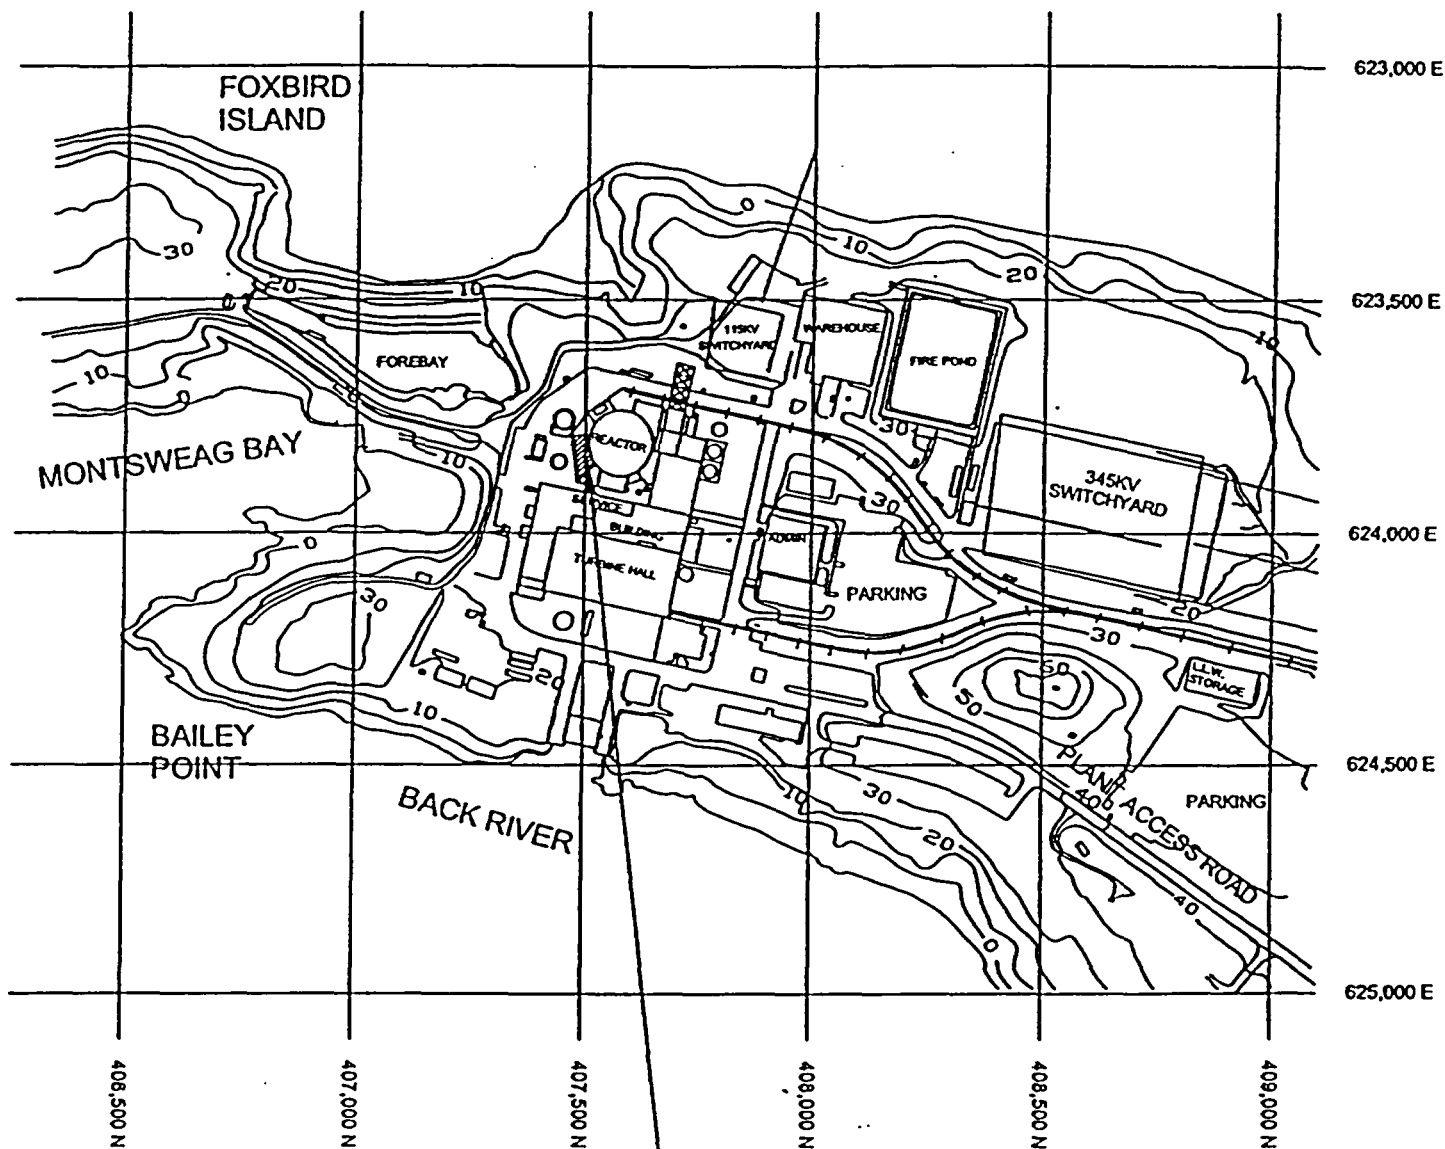 623,000 E
FOXBIRD
ISLAND
0
10
20
30
20
10
623,500 E
115KV
SWITCHYARD
WAREHOUSE
FIRE POND
10
FOREBAY
10
0
30
REACTOR
MONTSWEAG BAY
10
345KV
SWITCHYARD
30
SERVICE
BUILDING
ADMIN
624,000 E
0
TURBINE HALL
PARKING
30
20
30
20
60
L.L.W.
STORAGE
50
10
BAILEY
POINT
624,500 E
PLANT ACCESS ROAD
BACK RIVER
10
30
40
PARKING
20
40
0
625,000 E
406,500 N
407,000 N
407,500 N
408,000 N
408,500 N
409,000 N